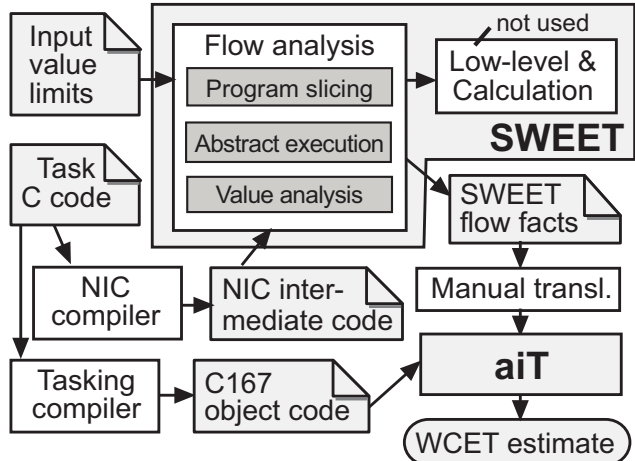 Input
value
limits
Flow analysis
Program slicing
Abstract execution
Value analysis
not used
Low-level &
Calculation
SWEET
Task
C code
SWEET
flow facts
NIC
compiler
NIC inter-
mediate code
Manual transl.
Tasking
compiler
C167
object code
aiT
WCET estimate